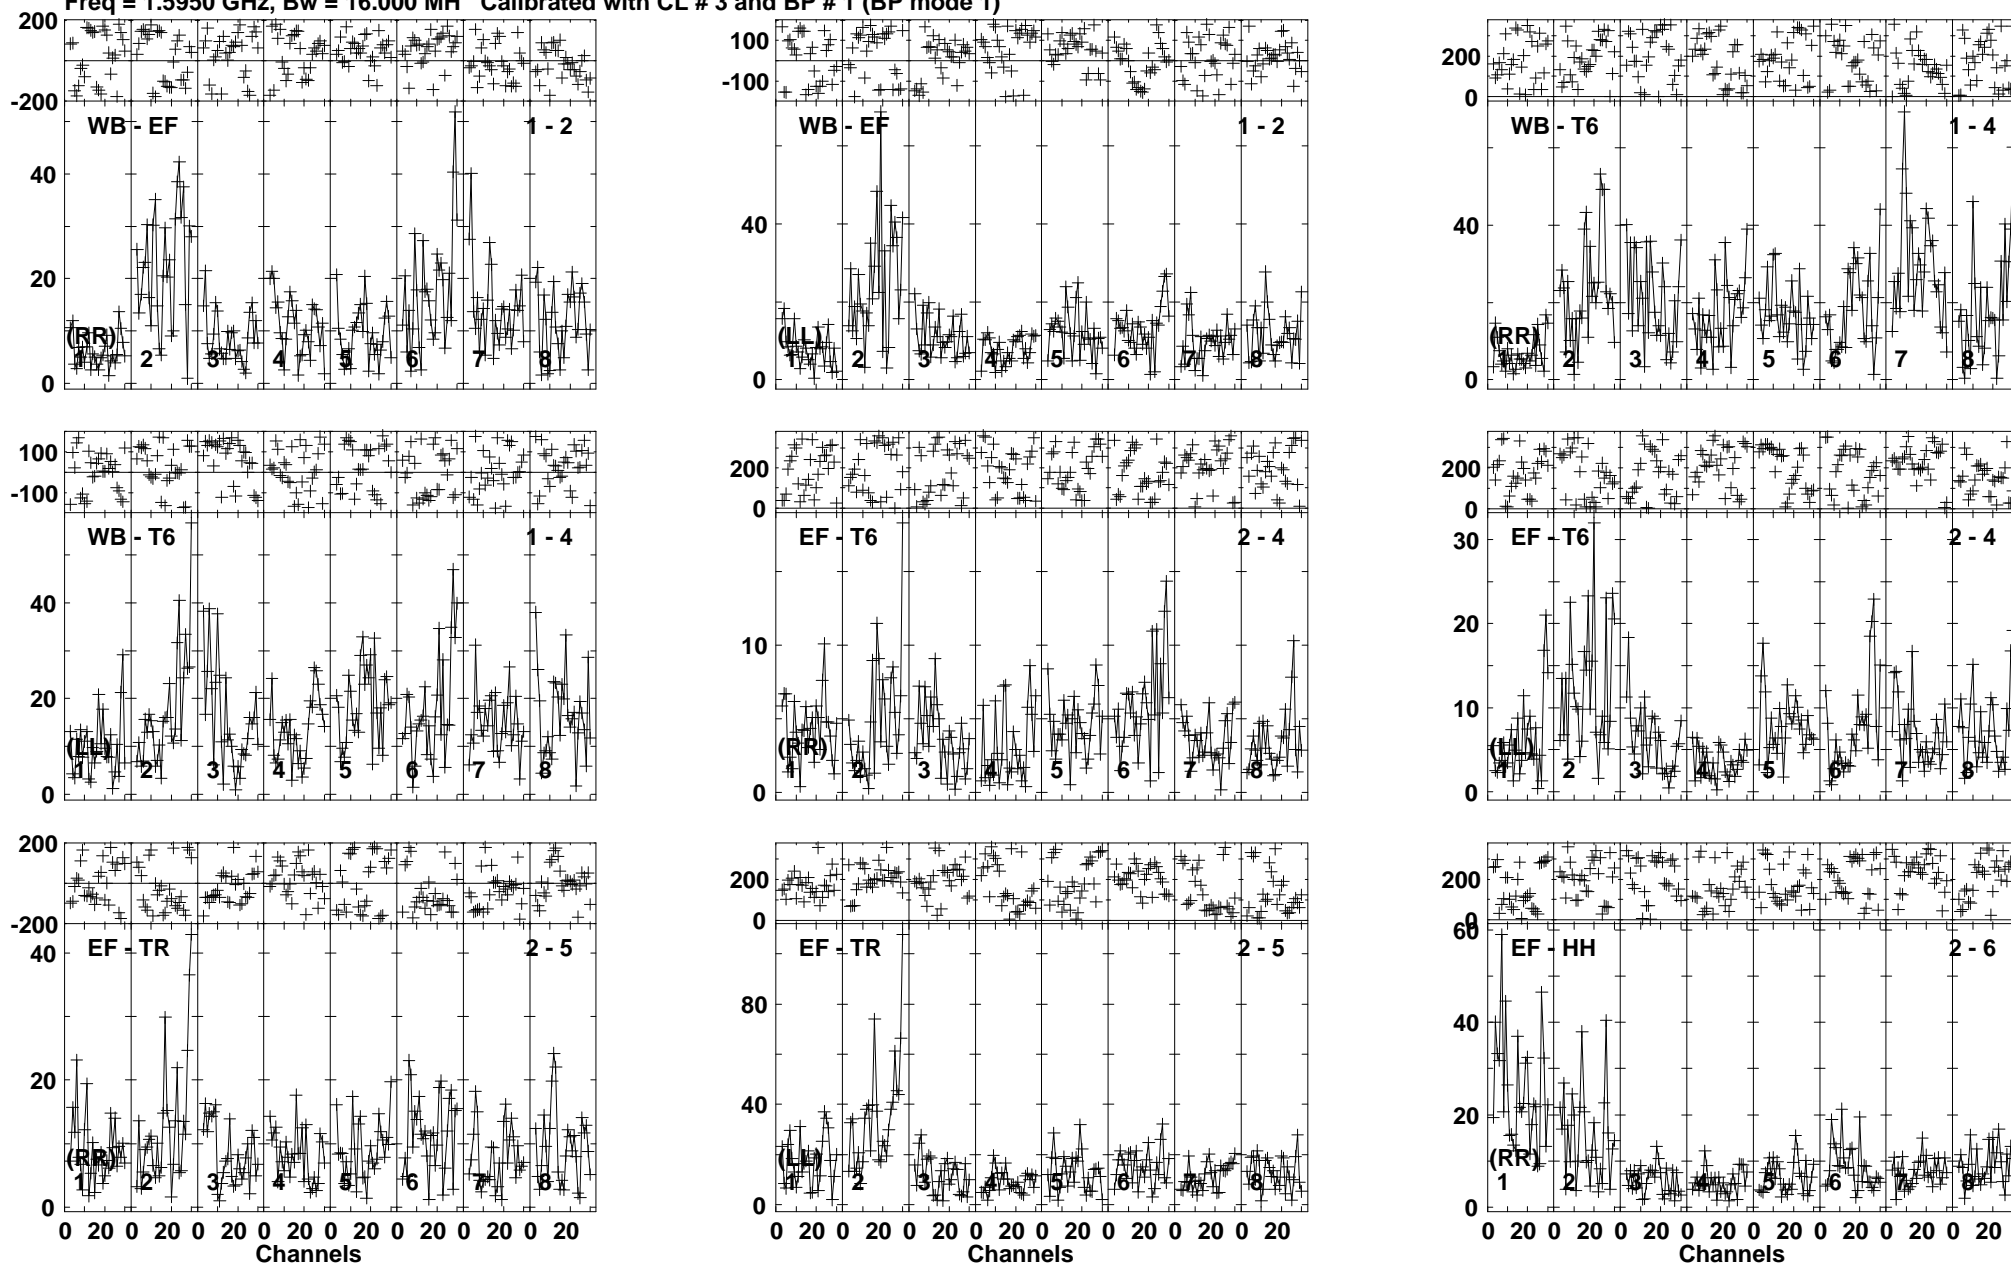 Freq = 1.5950 GHz, Bw = 16.000 MH Calibrated with CL # 3 and BP # 1 (BP mode 1)
200
-200
WB - EF 1 - 2
40
20
0
(RR)
1 2 3 4 5 6 7 8
100
-100
WB - EF 1 - 2
40
0
(LL)
1 2 3 4 5 6 7 8
200
0
WB - T6 1 - 4
40
0
(RR)
1 2 3 4 5 6 7 8
100
-100
WB - T6 1 - 4
40
20
0
(LL)
1 2 3 4 5 6 7 8
200
0
EF - T6 2 - 4
10
0
(RR)
1 2 3 4 5 6 7 8
200
0
EF - T6 2 - 4
30
20
10
0
(LL)
1 2 3 4 5 6 7 8
200
-200
EF - TR 2 - 5
40
20
0
(RR)
1 2 3 4 5 6 7 8
0 20 0 20 0 20 0 20 0 20 0 20 0 20 0 20
Channels
200
0
EF - TR 2 - 5
80
40
0
(LL)
1 2 3 4 5 6 7 8
0 20 0 20 0 20 0 20 0 20 0 20 0 20 0 20
Channels
200
0
EF - HH 2 - 6
60
40
20
0
(RR)
1 2 3 4 5 6 7 8
0 20 0 20 0 20 0 20 0 20 0 20 0 20 0 20
Channels